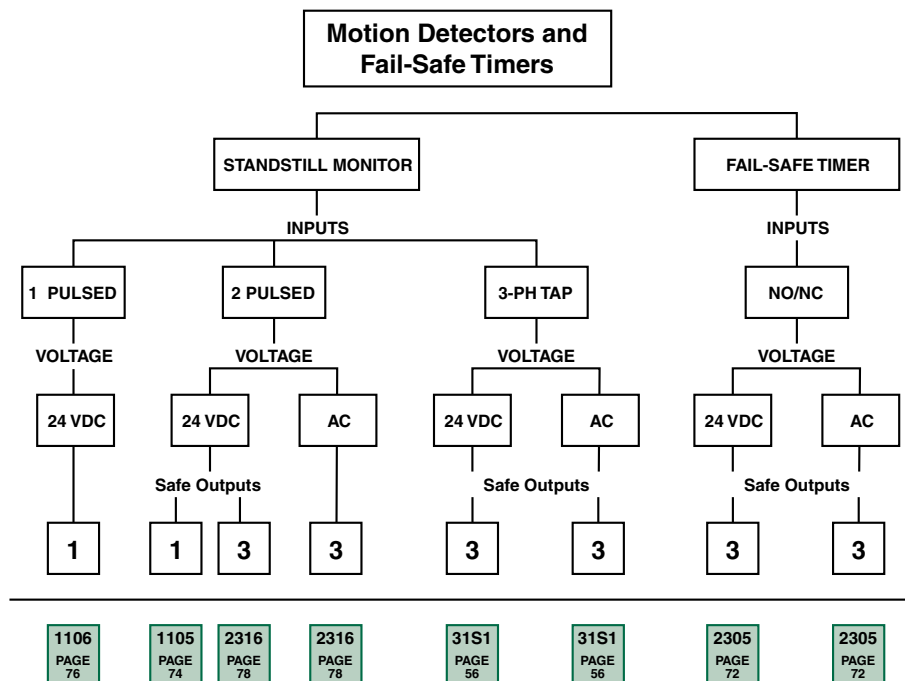 Motion Detectors and
Fail-Safe Timers
STANDSTILL MONITOR
FAIL-SAFE TIMER
INPUTS
INPUTS
1 PULSED
2 PULSED
3-PH TAP
NO/NC
VOLTAGE
VOLTAGE
VOLTAGE
VOLTAGE
24 VDC
24 VDC
AC
24 VDC
AC
24 VDC
AC
Safe Outputs
Safe Outputs
Safe Outputs
1
1
3
3
3
3
3
3
1106
PAGE
76
1105
PAGE
74
2316
PAGE
78
2316
PAGE
78
31S1
PAGE
56
31S1
PAGE
56
2305
PAGE
72
2305
PAGE
72